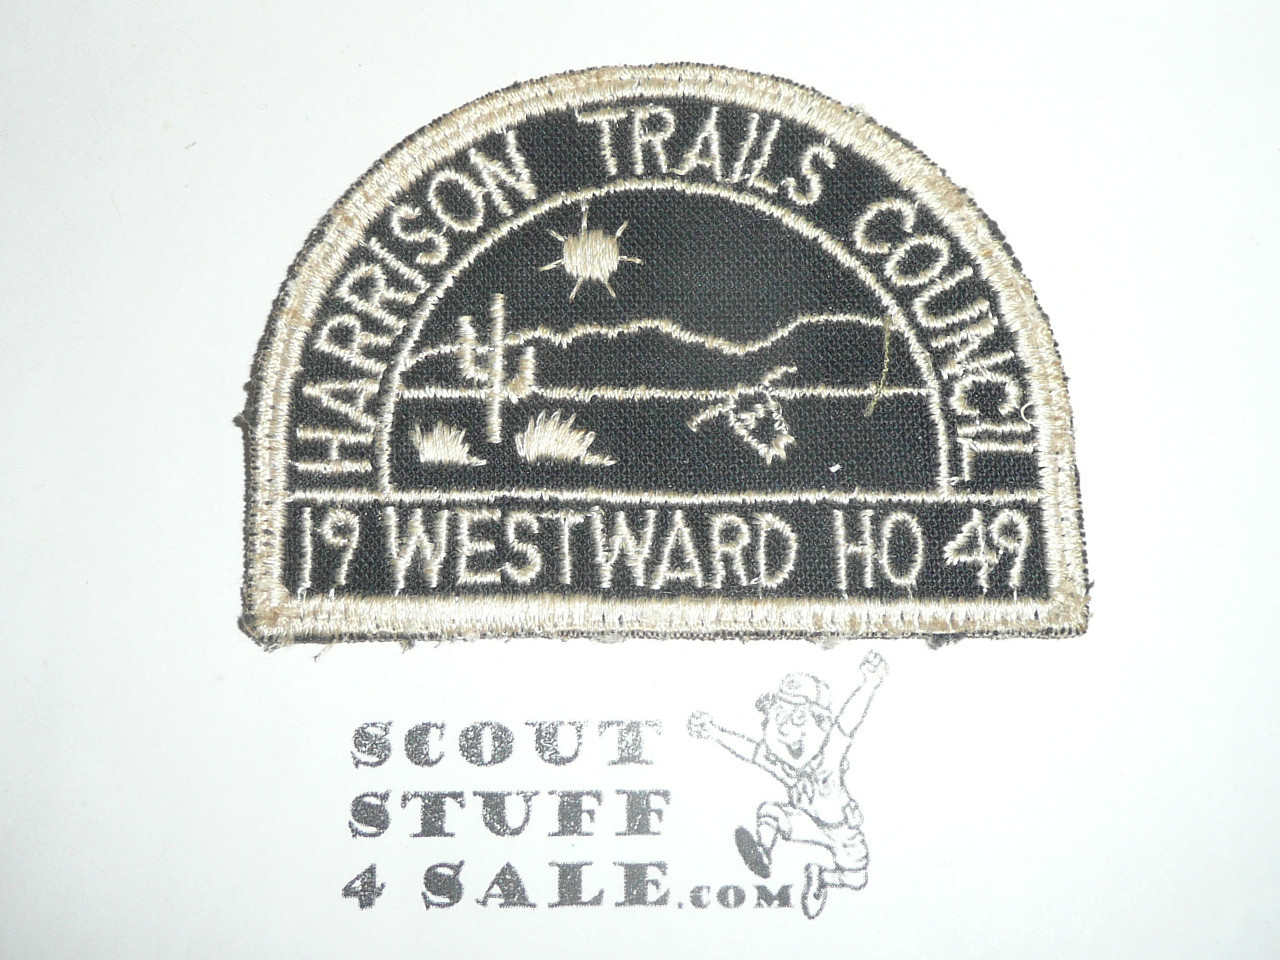 HARRISON TRAILS COUNCIL
19 WESTWARD HO 49
SCOUT
STUFF
4 SALE.COM